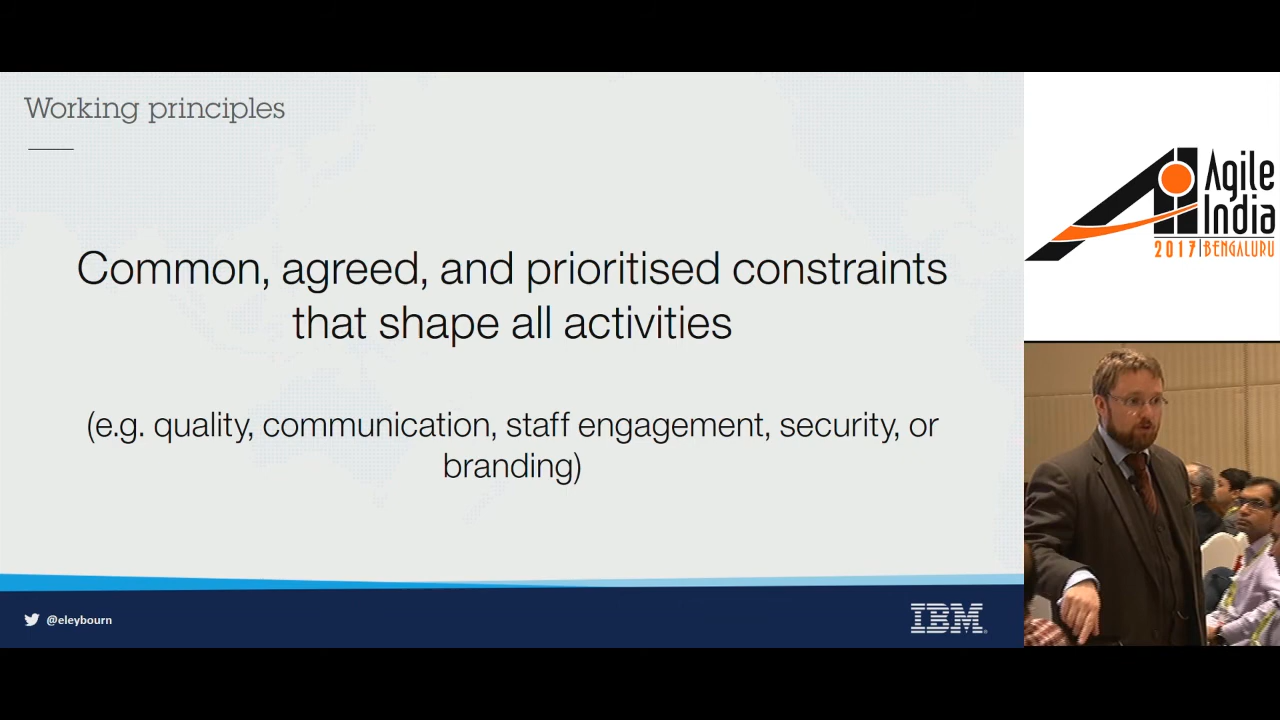 Working principles
Common, agreed, and prioritised constraints
that shape all activities
(e.g. quality, communication, staff engagement, security, or
branding)
@eleybourn
IBM
Agile
India
2017 | BENGALURU